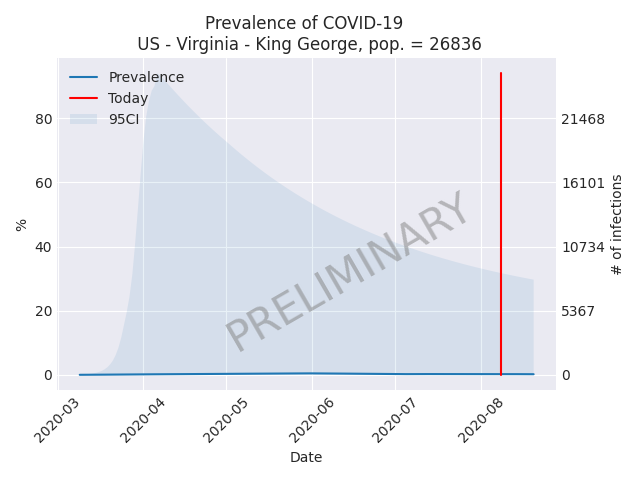 Prevalence of COVID-19
US - Virginia - King George, pop. = 26836
Prevalence
Today
95CI
%
80
60
40
20
0
21468
16101
10734
5367
0
# of infections
PRELIMINARY
2020-03
2020-04
2020-05
2020-06
2020-07
2020-08
Date